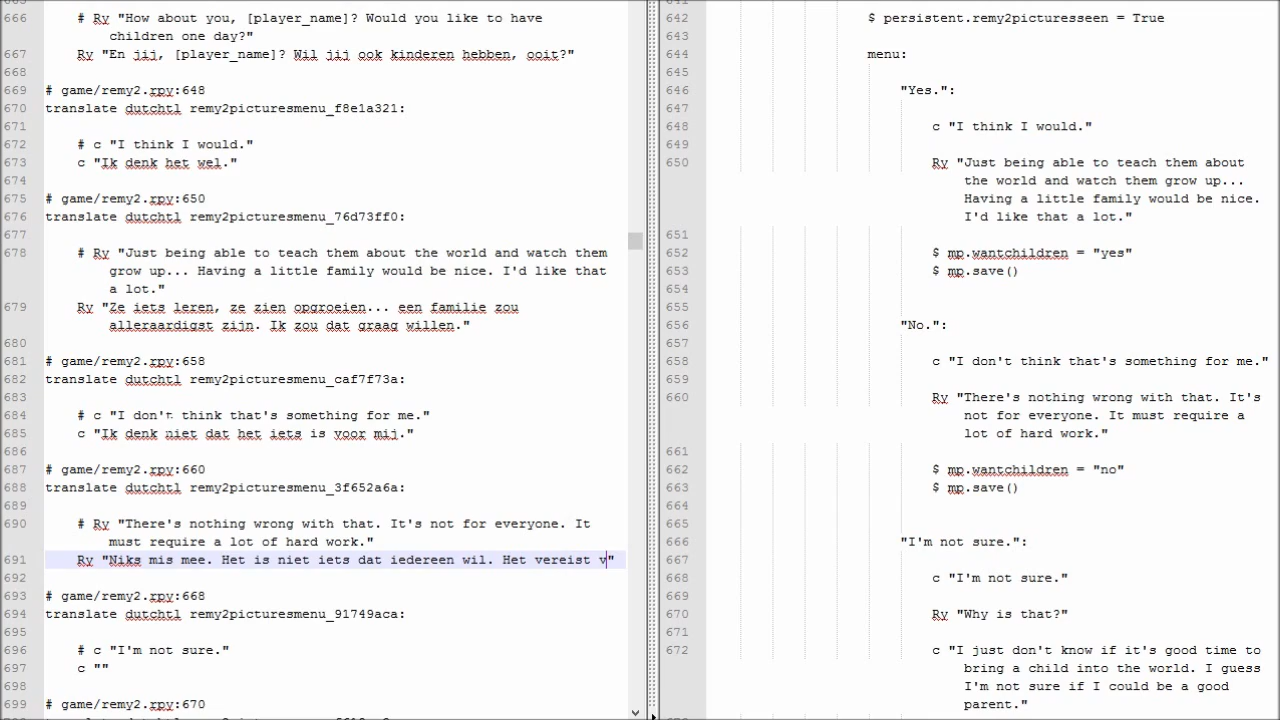 665
666 # Ry "How about you, [player_name]? Would you like to have
children one day?"
667 Ry "En jij, [player_name]? Wil jij ook kinderen hebben, ooit?"
668
669 # game/remy2.rpy:648
670 translate dutchtl remy2picturesmenu_f8e1a321:
671
672 # c "I think I would."
673 c "Ik denk het wel."
674
675 # game/remy2.rpy:650
676 translate dutchtl remy2picturesmenu_76d73ff0:
677
678 # Ry "Just being able to teach them about the world and watch them
grow up... Having a little family would be nice. I'd like that
a lot."
679 Ry "Ze iets leren, ze zien opgroeien... een familie zou
alleraardigst zijn. Ik zou dat graag willen."
680
681 # game/remy2.rpy:658
682 translate dutchtl remy2picturesmenu_caf7f73a:
683
684 # c "I don't think that's something for me."
685 c "Ik denk niet dat het iets is voor mij."
686
687 # game/remy2.rpy:660
688 translate dutchtl remy2picturesmenu_3f652a6a:
689
690 # Ry "There's nothing wrong with that. It's not for everyone. It
must require a lot of hard work."
691 Ry "Niks mis mee. Het is niet iets dat iedereen wil. Het vereist v"
692
693 # game/remy2.rpy:668
694 translate dutchtl remy2picturesmenu_91749aca:
695
696 # c "I'm not sure."
697 c ""
698
699 # game/remy2.rpy:670
641
642 $ persistent.remy2picturesseen = True
643
644 menu:
645
646 "Yes.":
647
648 c "I think I would."
649
650 Ry "Just being able to teach them about
the world and watch them grow up...
Having a little family would be nice.
I'd like that a lot."
651
652 $ mp.wantchildren = "yes"
653 $ mp.save()
654
655
656 "No.":
657
658 c "I don't think that's something for me."
659
660 Ry "There's nothing wrong with that. It's
not for everyone. It must require a
lot of hard work."
661
662 $ mp.wantchildren = "no"
663 $ mp.save()
664
665
666 "I'm not sure.":
667
668 c "I'm not sure."
669
670 Ry "Why is that?"
671
672 c "I just don't know if it's good time to
bring a child into the world. I guess
I'm not sure if I could be a good
parent."